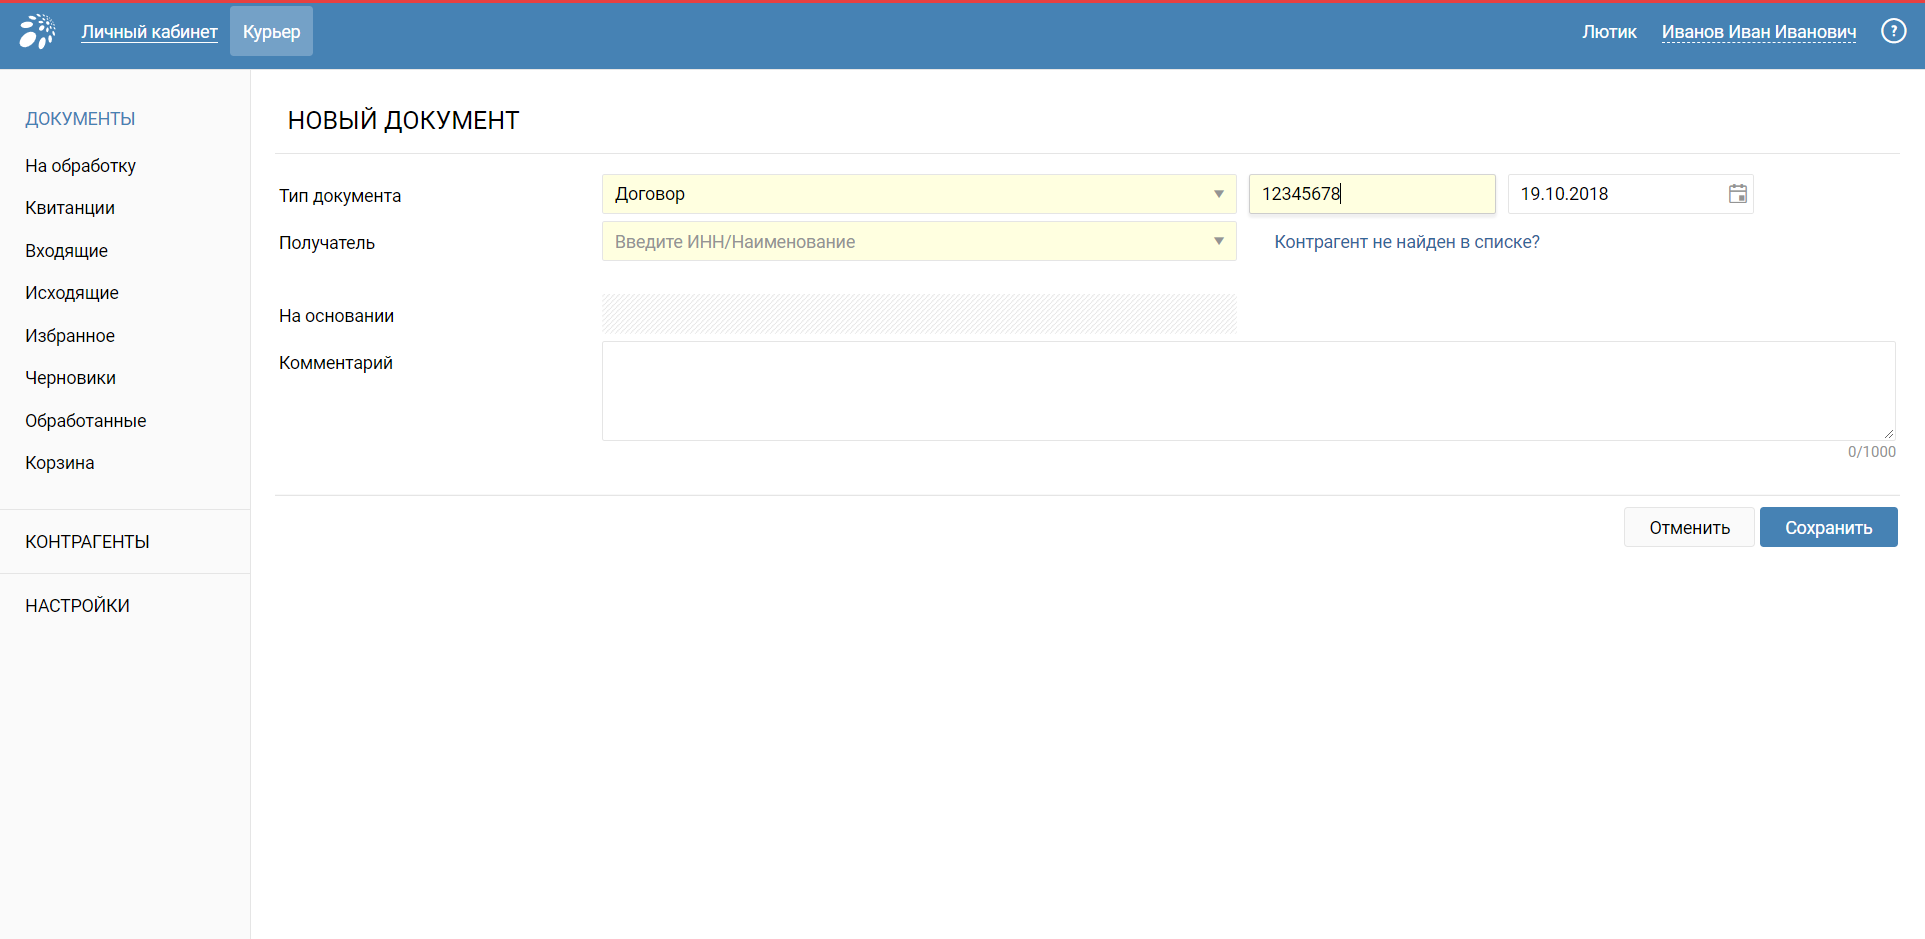 Личный кабинет Курьер Лютик Иванов Иван Иванович ?
ДОКУМЕНТЫ
На обработку
Квитанции
Входящие
Исходящие
Избранное
Черновики
Обработанные
Корзина
КОНТРАГЕНТЫ
НАСТРОЙКИ
НОВЫЙ ДОКУМЕНТ
Тип документа Договор 12345678 19.10.2018
Получатель Введите ИНН/Наименование Контрагент не найден в списке?
На основании
Комментарий
0/1000
Отменить Сохранить